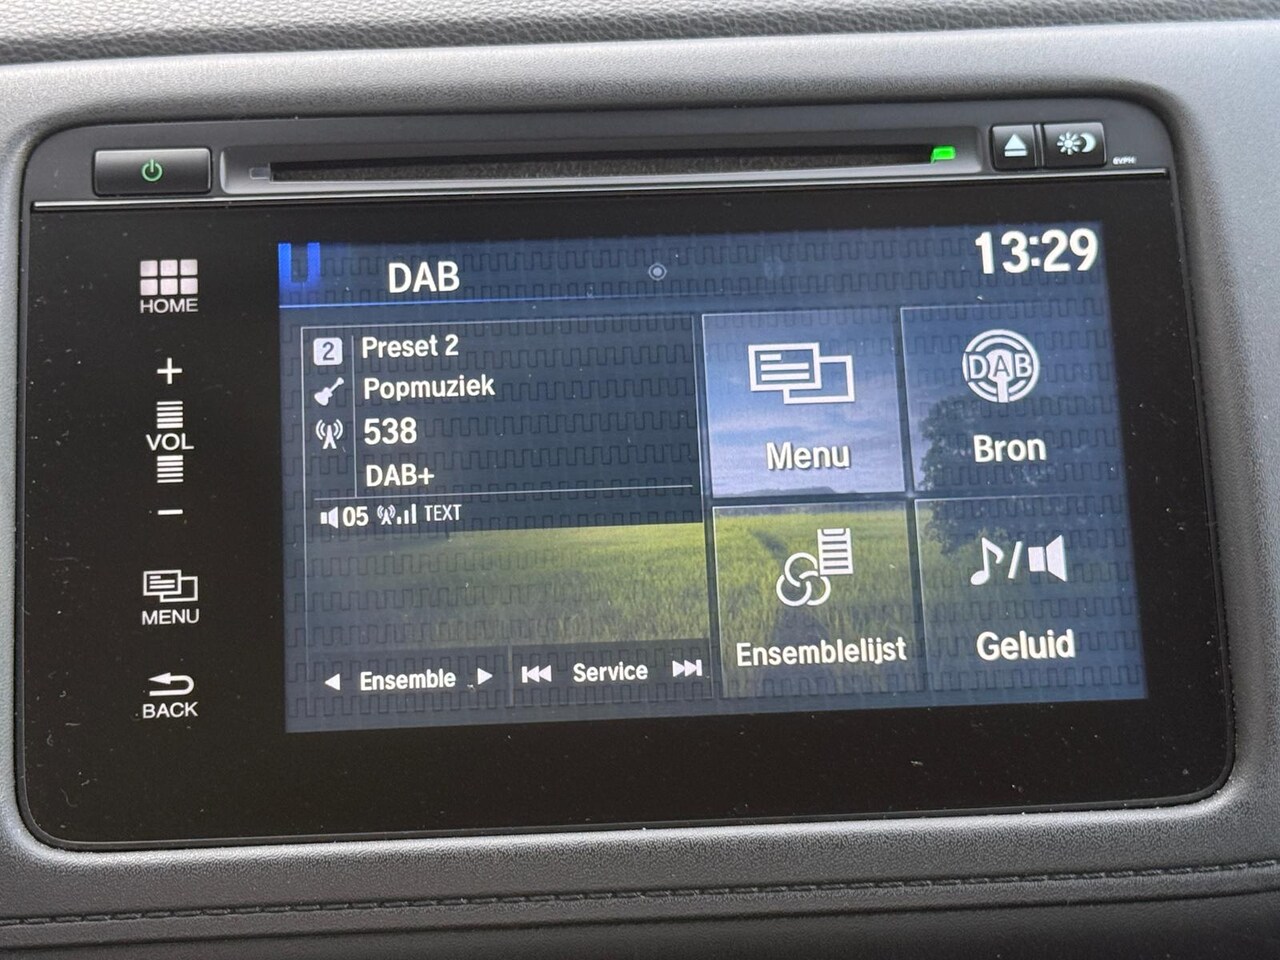 GVPH
HOME
+
VOL
−
MENU
BACK
DAB
13:29
2 Preset 2
Popmuziek
538
DAB+
05 TEXT
Ensemble
Service
Menu
DAB
Bron
Ensemblelijst
Geluid